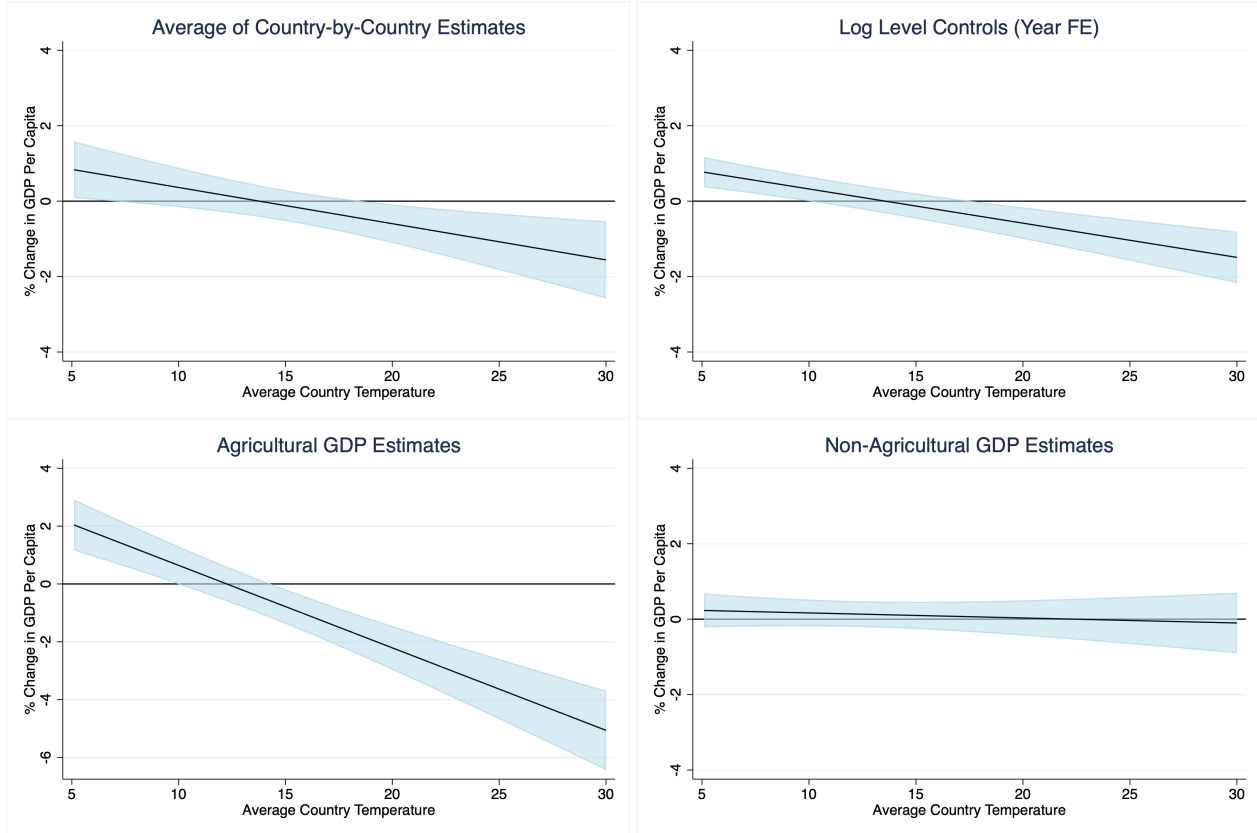 Average of Country-by-Country Estimates
% Change in GDP Per Capita
4
2
0
-2
-4
5 10 15 20 25 30
Average Country Temperature
Log Level Controls (Year FE)
% Change in GDP Per Capita
4
2
0
-2
-4
5 10 15 20 25 30
Average Country Temperature
Agricultural GDP Estimates
% Change in GDP Per Capita
4
2
0
-2
-4
-6
5 10 15 20 25 30
Average Country Temperature
Non-Agricultural GDP Estimates
% Change in GDP Per Capita
4
2
0
-2
-4
5 10 15 20 25 30
Average Country Temperature